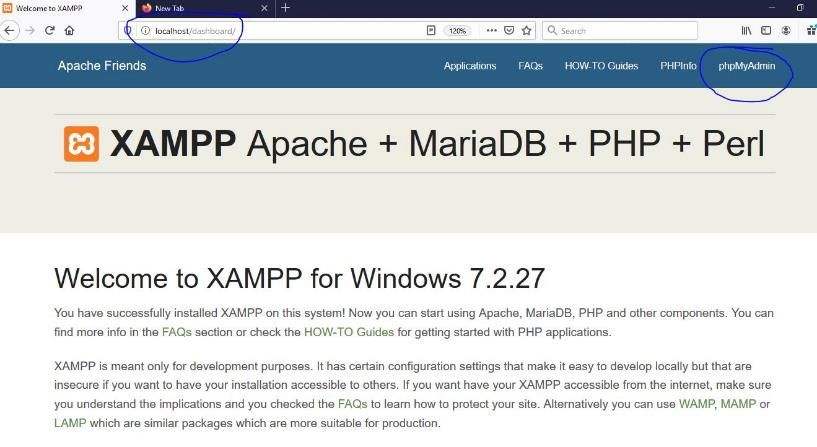 Welcome to XAMPP
New Tab
localhost/dashboard/
120%
Search
Apache Friends
Applications
FAQs
HOW-TO Guides
PHPInfo
phpMyAdmin
XAMPP Apache + MariaDB + PHP + Perl
Welcome to XAMPP for Windows 7.2.27
You have successfully installed XAMPP on this system! Now you can start using Apache, MariaDB, PHP and other components. You can
find more info in the FAQs section or check the HOW-TO Guides for getting started with PHP applications.
XAMPP is meant only for development purposes. It has certain configuration settings that make it easy to develop locally but that are
insecure if you want to have your installation accessible to others. If you want have your XAMPP accessible from the internet, make sure
you understand the implications and you checked the FAQs to learn how to protect your site. Alternatively you can use WAMP, MAMP or
LAMP which are similar packages which are more suitable for production.